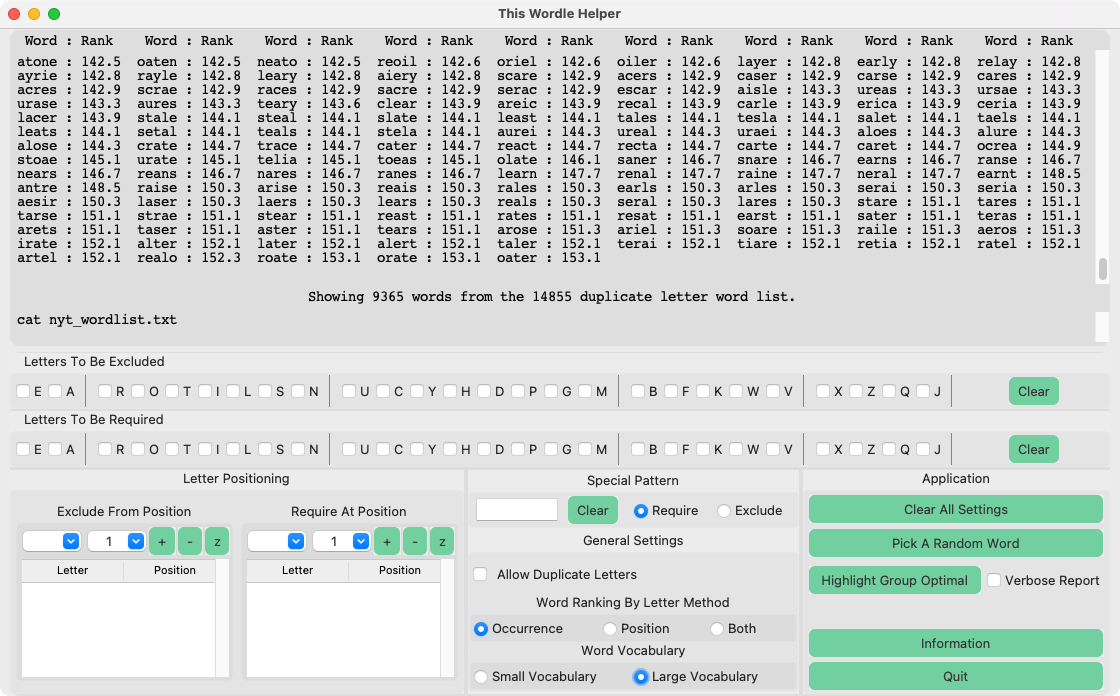 This Wordle Helper
Word : Rank Word : Rank Word : Rank Word : Rank Word : Rank Word : Rank Word : Rank Word : Rank Word : Rank
atone : 142.5 oaten : 142.5 neato : 142.5 reoil : 142.6 oriel : 142.6 oiler : 142.6 layer : 142.8 early : 142.8 relay : 142.8
ayrie : 142.8 rayle : 142.8 leary : 142.8 aiery : 142.8 scare : 142.9 acers : 142.9 caser : 142.9 carse : 142.9 cares : 142.9
acres : 142.9 scrae : 142.9 races : 142.9 sacre : 142.9 serac : 142.9 escar : 142.9 aisle : 143.3 ureas : 143.3 ursae : 143.3
urase : 143.3 aures : 143.3 teary : 143.6 clear : 143.9 areic : 143.9 recal : 143.9 carle : 143.9 erica : 143.9 ceria : 143.9
lacer : 143.9 stale : 144.1 steal : 144.1 slate : 144.1 least : 144.1 tales : 144.1 tesla : 144.1 salet : 144.1 taels : 144.1
leats : 144.1 setal : 144.1 teals : 144.1 stela : 144.1 aurei : 144.3 ureal : 144.3 uraei : 144.3 aloes : 144.3 alure : 144.3
alose : 144.3 crate : 144.7 trace : 144.7 cater : 144.7 react : 144.7 recta : 144.7 carte : 144.7 caret : 144.7 ocrea : 144.9
stoae : 145.1 urate : 145.1 telia : 145.1 toeas : 145.1 olate : 146.1 saner : 146.7 snare : 146.7 earns : 146.7 ranse : 146.7
nears : 146.7 reans : 146.7 nares : 146.7 ranes : 146.7 learn : 147.7 renal : 147.7 raine : 147.7 neral : 147.7 earnt : 148.5
antre : 148.5 raise : 150.3 arise : 150.3 reais : 150.3 rales : 150.3 earls : 150.3 arles : 150.3 serai : 150.3 seria : 150.3
aesir : 150.3 laser : 150.3 laers : 150.3 lears : 150.3 reals : 150.3 seral : 150.3 lares : 150.3 stare : 151.1 tares : 151.1
tarse : 151.1 strae : 151.1 stear : 151.1 reast : 151.1 rates : 151.1 resat : 151.1 earst : 151.1 sater : 151.1 teras : 151.1
arets : 151.1 taser : 151.1 aster : 151.1 tears : 151.1 arose : 151.3 ariel : 151.3 soare : 151.3 raile : 151.3 aeros : 151.3
irate : 152.1 alter : 152.1 later : 152.1 alert : 152.1 taler : 152.1 terai : 152.1 tiare : 152.1 retia : 152.1 ratel : 152.1
artel : 152.1 realo : 152.3 roate : 153.1 orate : 153.1 oater : 153.1
Showing 9365 words from the 14855 duplicate letter word list.
cat nyt_wordlist.txt
Letters To Be Excluded
E A R O T I L S N U C Y H D P G M B F K W V X Z Q J Clear
Letters To Be Required
E A R O T I L S N U C Y H D P G M B F K W V X Z Q J Clear
Letter Positioning
Exclude From Position
1 + - z
Letter Position
Require At Position
1 + - z
Letter Position
Special Pattern
Clear Require Exclude
General Settings
Allow Duplicate Letters
Word Ranking By Letter Method
Occurrence Position Both
Word Vocabulary
Small Vocabulary Large Vocabulary
Application
Clear All Settings
Pick A Random Word
Highlight Group Optimal Verbose Report
Information
Quit